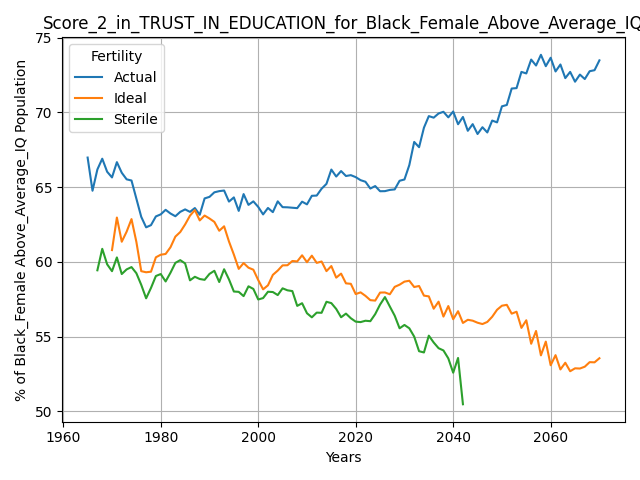 Score_2_in_TRUST_IN_EDUCATION_for_Black_Female_Above_Average_IQ
75
70
65
60
55
50
% of Black_Female Above_Average_IQ Population
Fertility
Actual
Ideal
Sterile
1960
1980
2000
2020
2040
2060
Years